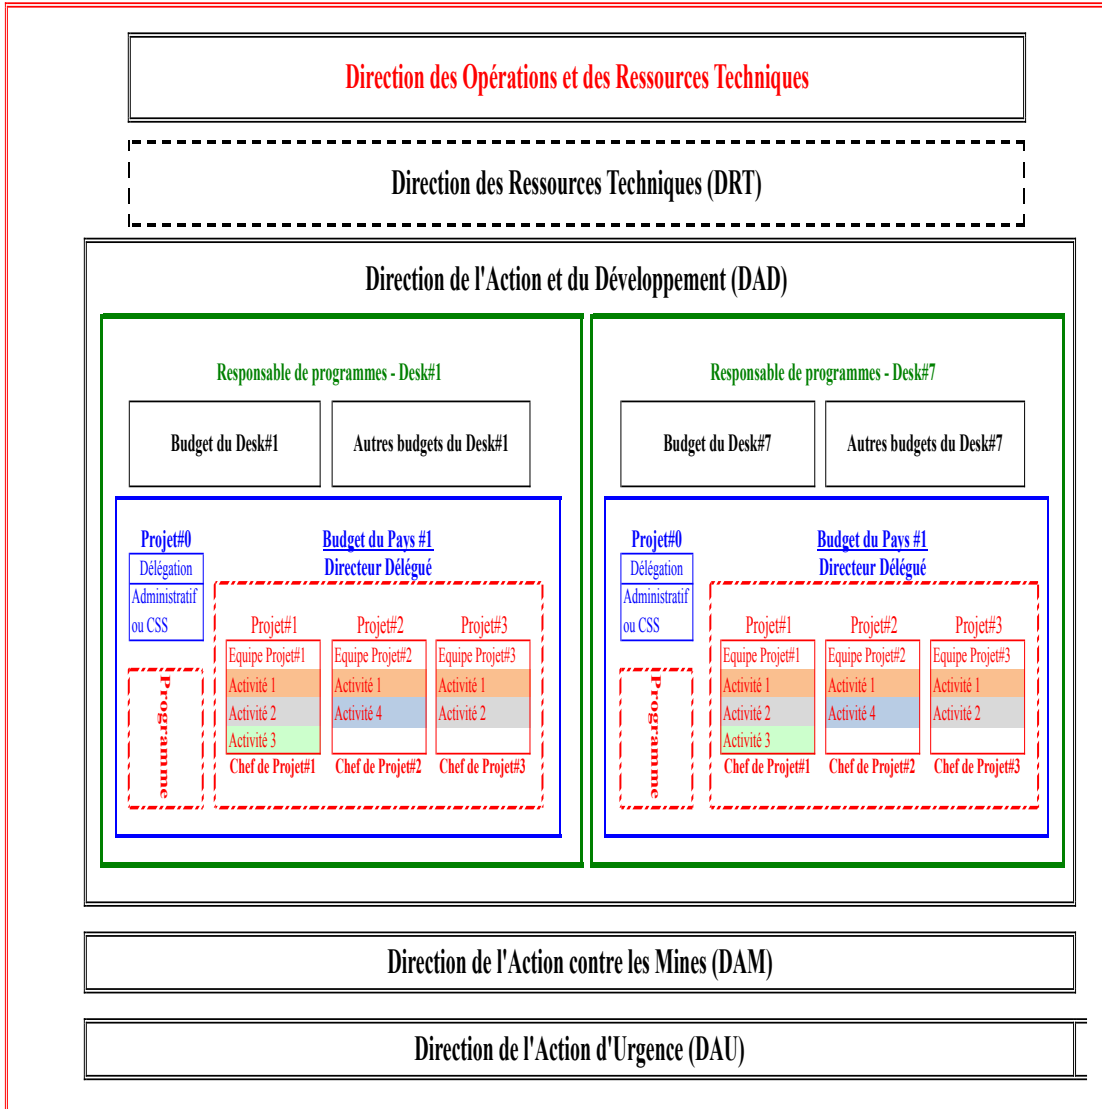 Direction des Opérations et des Ressources Techniques
Direction des Ressources Techniques (DRT)
Direction de l'Action et du Développement (DAD)
Responsable de programmes - Desk#1
Budget du Desk#1
Autres budgets du Desk#1
Projet#0
Délégation
Administratif
ou CSS
Budget du Pays #1
Directeur Délégué
Programme
Projet#1
Equipe Projet#1
Activité 1
Activité 2
Activité 3
Chef de Projet#1
Projet#2
Equipe Projet#2
Activité 1
Activité 4
Chef de Projet#2
Projet#3
Equipe Projet#3
Activité 1
Activité 2
Chef de Projet#3
Responsable de programmes - Desk#7
Budget du Desk#7
Autres budgets du Desk#7
Projet#0
Délégation
Administratif
ou CSS
Budget du Pays #1
Directeur Délégué
Programme
Projet#1
Equipe Projet#1
Activité 1
Activité 2
Activité 3
Chef de Projet#1
Projet#2
Equipe Projet#2
Activité 1
Activité 4
Chef de Projet#2
Projet#3
Equipe Projet#3
Activité 1
Activité 2
Chef de Projet#3
Direction de l'Action contre les Mines (DAM)
Direction de l'Action d'Urgence (DAU)